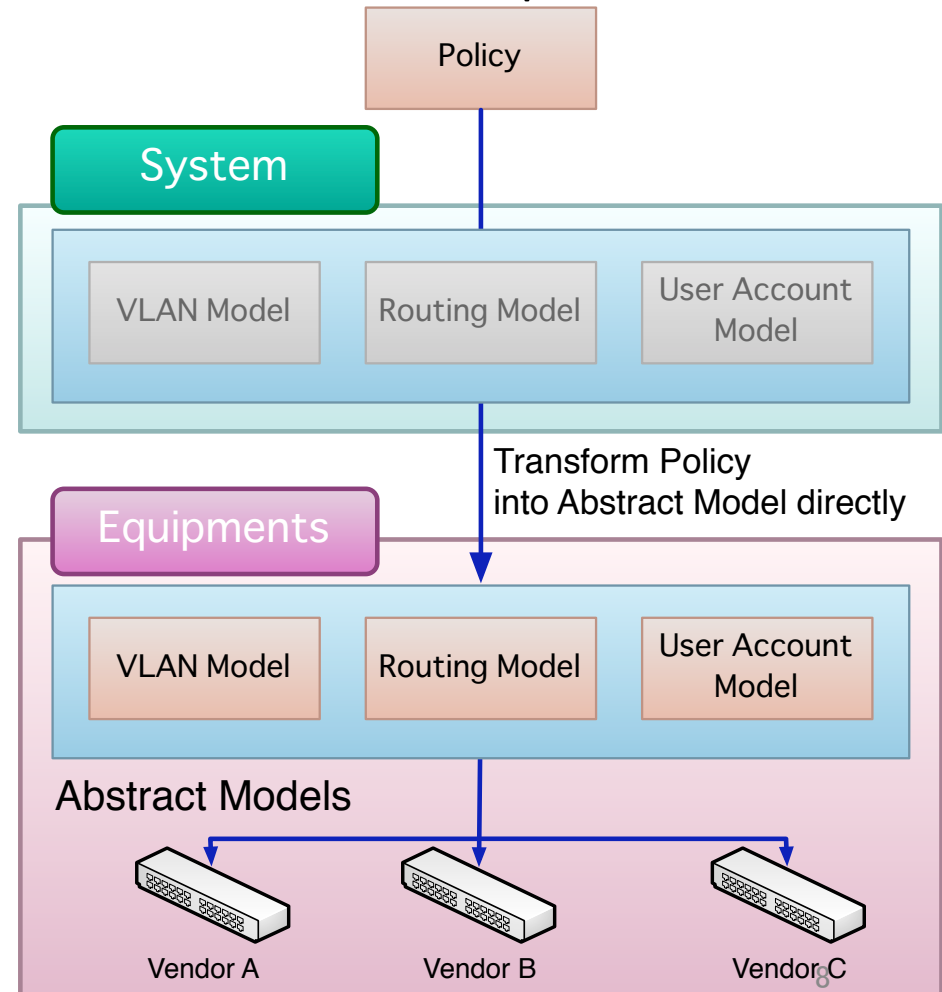 Policy
System
VLAN Model
Routing Model
User Account
Model
Transform Policy
into Abstract Model directly
Equipments
VLAN Model
Routing Model
User Account
Model
Abstract Models
Vendor A
Vendor B
Vendor C
8